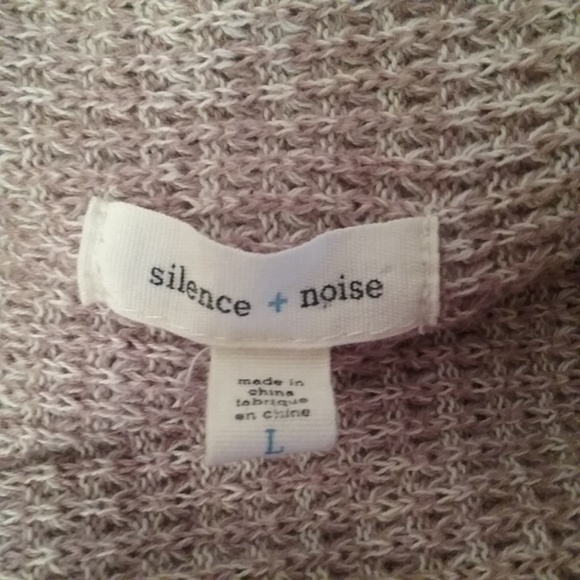 silence + noise
made in
china
fabriqué
en chine
L